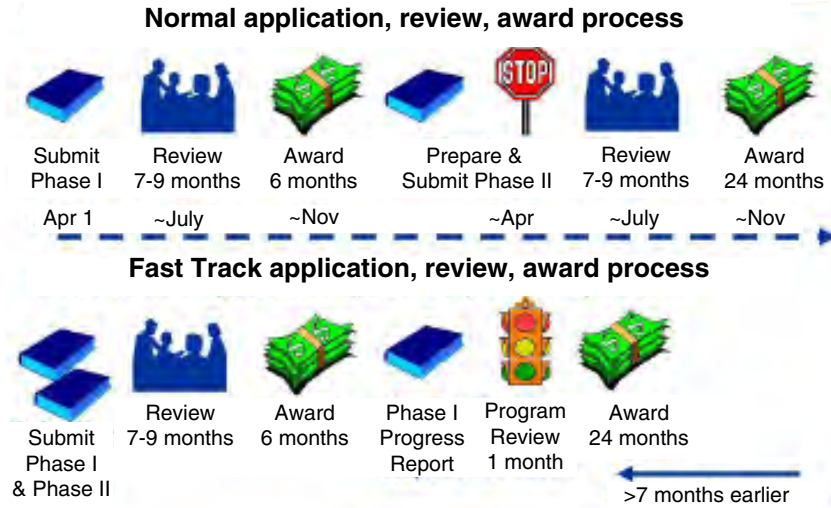 Normal application, review, award process
STOP!
Submit
Phase I
Review
7-9 months
Award
6 months
Prepare &
Submit Phase II
Review
7-9 months
Award
24 months
Apr 1
~July
~Nov
~Apr
~July
~Nov
Fast Track application, review, award process
Submit
Phase I
& Phase II
Review
7-9 months
Award
6 months
Phase I
Progress
Report
Program
Review
1 month
Award
24 months
>7 months earlier